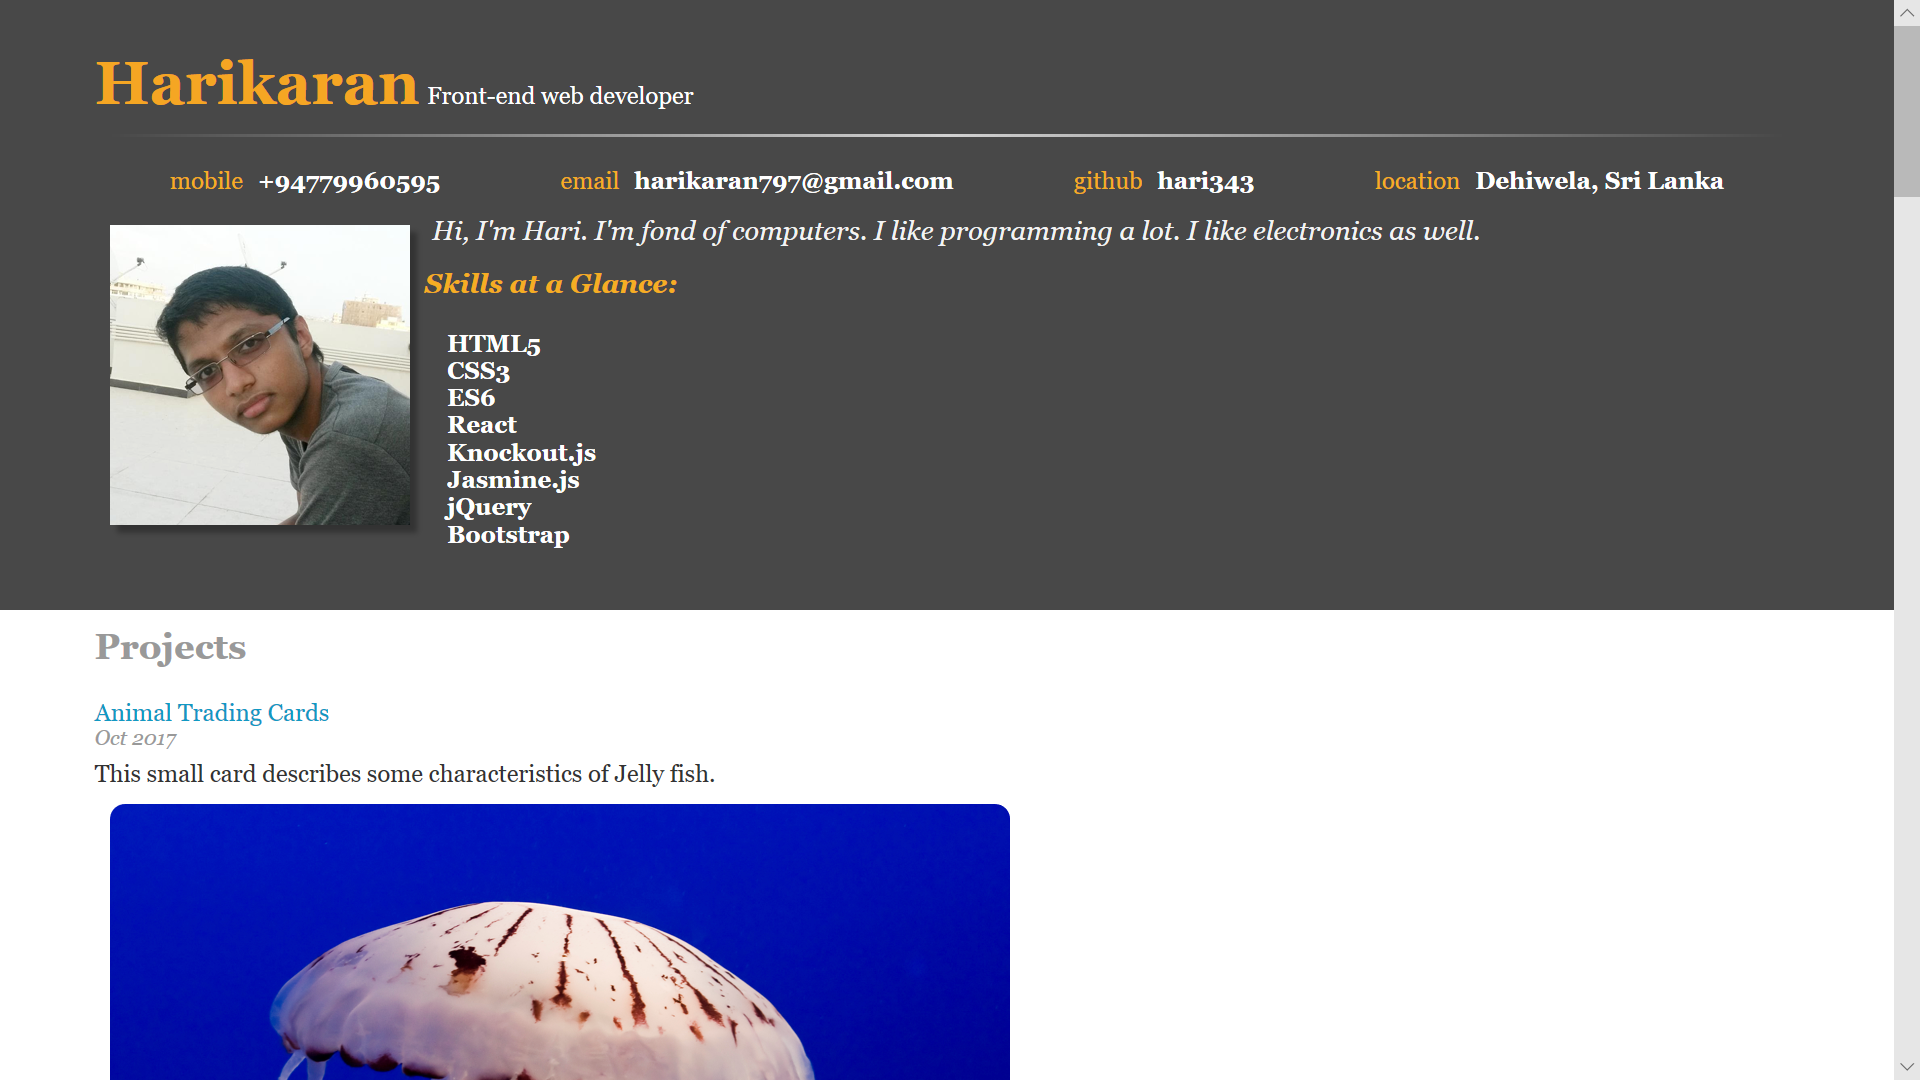 Harikaran Front-end web developer
mobile +94779960595 email harikaran797@gmail.com github hari343 location Dehiwela, Sri Lanka
Hi, I'm Hari. I'm fond of computers. I like programming a lot. I like electronics as well.
Skills at a Glance:
HTML5
CSS3
ES6
React
Knockout.js
Jasmine.js
jQuery
Bootstrap
Projects
Animal Trading Cards
Oct 2017
This small card describes some characteristics of Jelly fish.